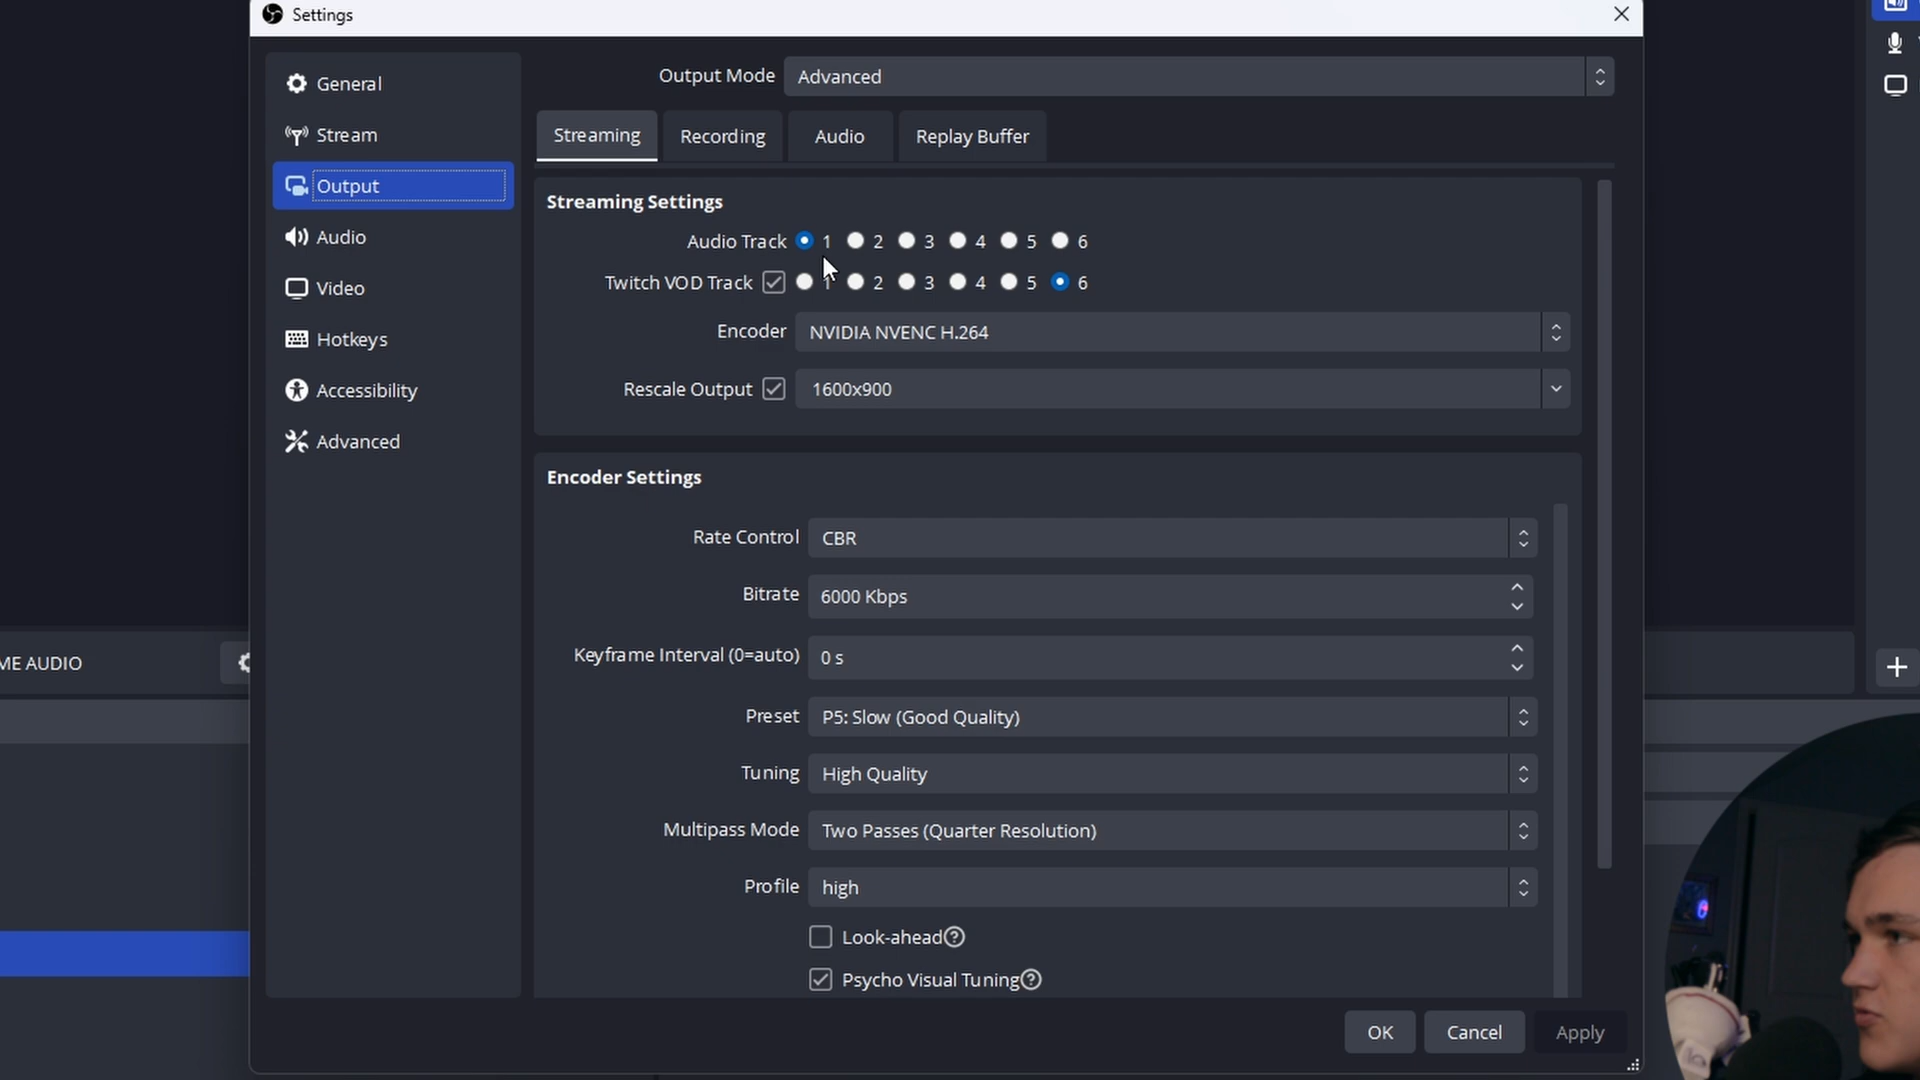 Settings
General
Stream
Output
Audio
Video
Hotkeys
Accessibility
Advanced
Output Mode Advanced
Streaming Recording Audio Replay Buffer
Streaming Settings
Audio Track 1 2 3 4 5 6
Twitch VOD Track 1 2 3 4 5 6
Encoder NVIDIA NVENC H.264
Rescale Output 1600x900
Encoder Settings
Rate Control CBR
Bitrate 6000 Kbps
Keyframe Interval (0=auto) 0 s
Preset P5: Slow (Good Quality)
Tuning High Quality
Multipass Mode Two Passes (Quarter Resolution)
Profile high
Look-ahead
Psycho Visual Tuning
OK Cancel Apply
ME AUDIO